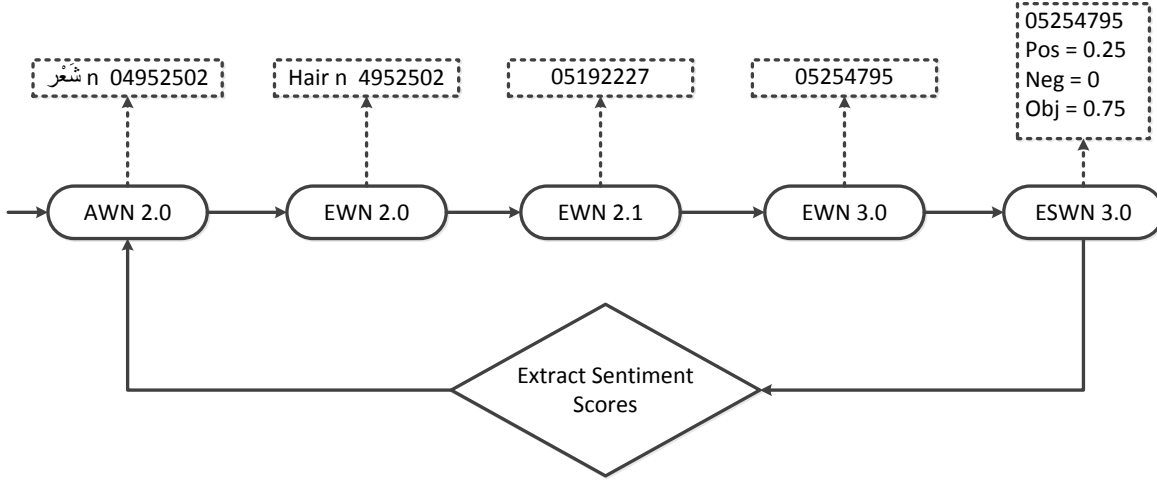 شَعْر n 04952502
Hair n 4952502
05192227
05254795
05254795
Pos = 0.25
Neg = 0
Obj = 0.75
AWN 2.0
EWN 2.0
EWN 2.1
EWN 3.0
ESWN 3.0
Extract Sentiment
Scores